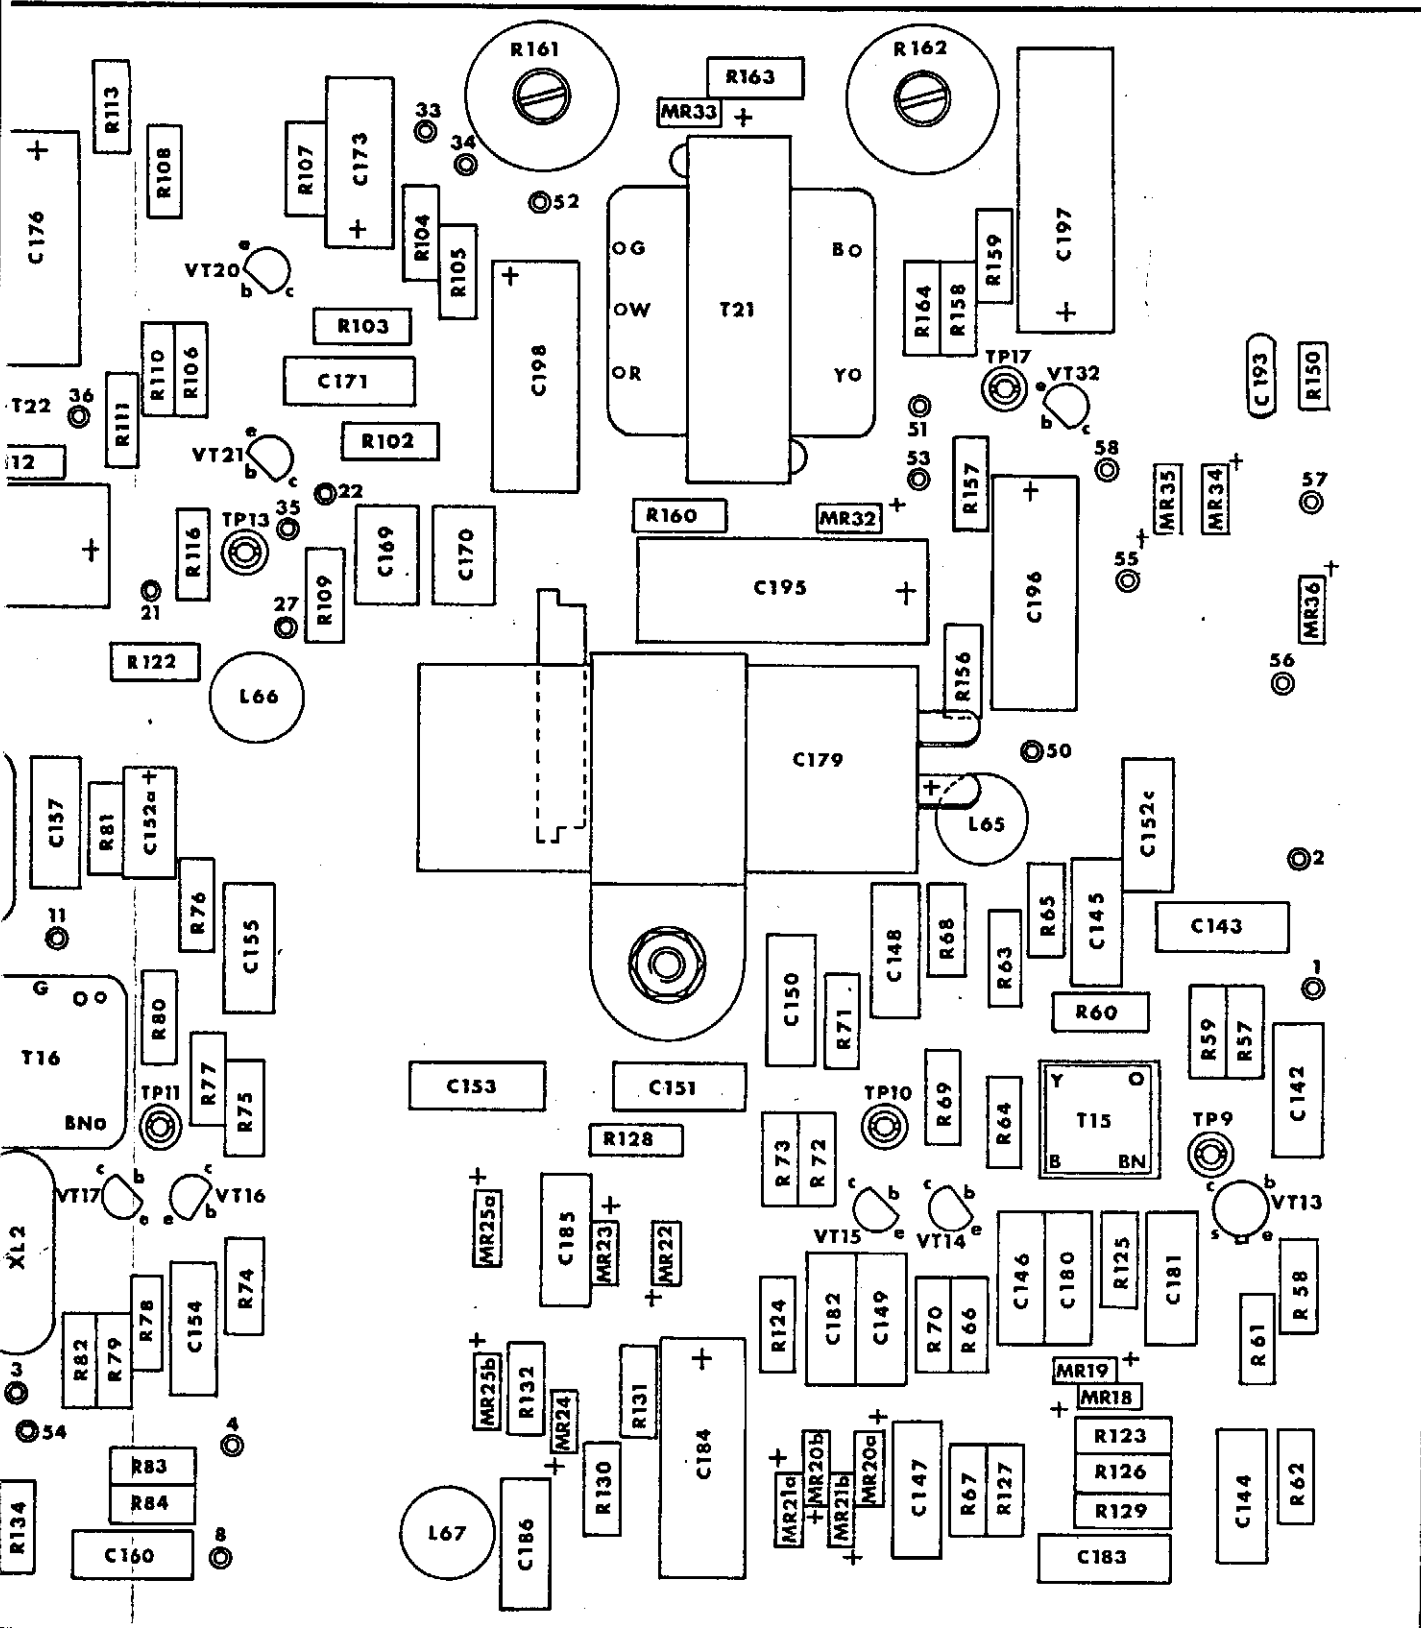 R161
R162
R163
MR33
+
R113
R108
R107
C173
+
33
34
52
R104
R105
+
C176
e
VT20
b
c
G
W
R
T21
B
Y
R159
C197
+
R164
R158
R103
C171
R102
+
C198
R110
R106
T22
36
R111
12
e
VT21
b
c
TP17
e
VT32
b
c
C193
R150
51
53
58
R157
MR35
+
MR34
+
57
22
35
TP13
R116
+
21
27
R109
C169
C170
R160
MR32
+
C195
+
+
C196
55
MR36
+
56
R122
L66
R156
C179
+
50
L65
C157
R81
C152a
+
R76
C155
11
C152c
2
R65
C145
C143
C148
R68
R63
C150
R71
R60
1
R59
R57
C142
G
T16
BN
R80
R77
R75
TP11
C153
C151
R128
TP10
R69
R64
Y
O
T15
B
BN
TP9
R73
R72
c
b
VT17
e
c
VT16
b
e
XL2
+
MR25a
C185
+
MR23
MR22
+
c
b
VT15
e
c
b
VT14
e
c
b
VT13
s
e
C146
C180
R125
C181
R58
R61
R74
R78
C154
R82
R79
3
54
4
+
MR25b
R132
MR24
+
R131
+
C184
R130
R124
C182
C149
R70
R66
MR19
+
MR18
+
R123
R126
R129
C183
R83
R84
R134
C160
8
L67
C186
+
MR21a
MR20b
+
MR21b
+
MR20a
+
C147
R67
R127
C144
R62